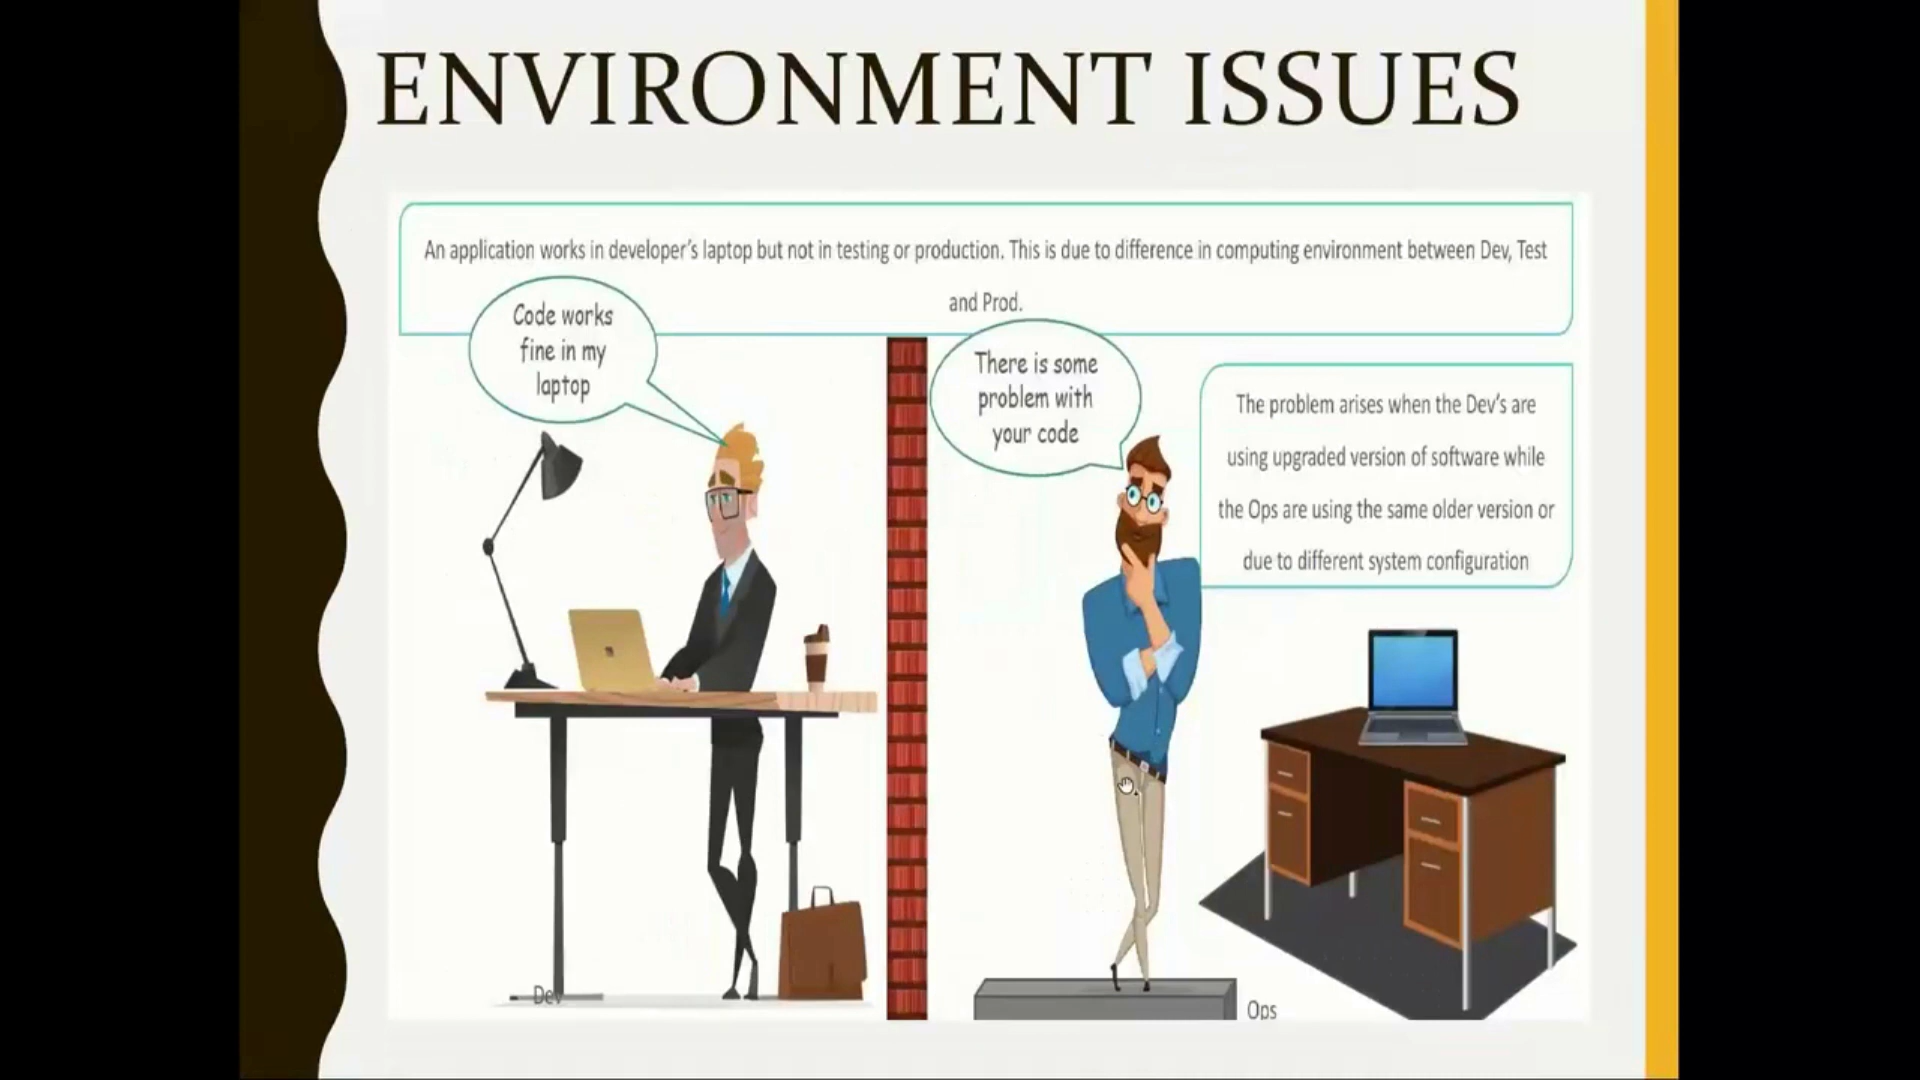 ENVIRONMENT ISSUES
An application works in developer's laptop but not in testing or production. This is due to difference in computing environment between Dev, Test
and Prod.
Code works
fine in my
laptop
There is some
problem with
your code
The problem arises when the Dev's are
using upgraded version of software while
the Ops are using the same older version or
due to different system configuration
Dev
Ops